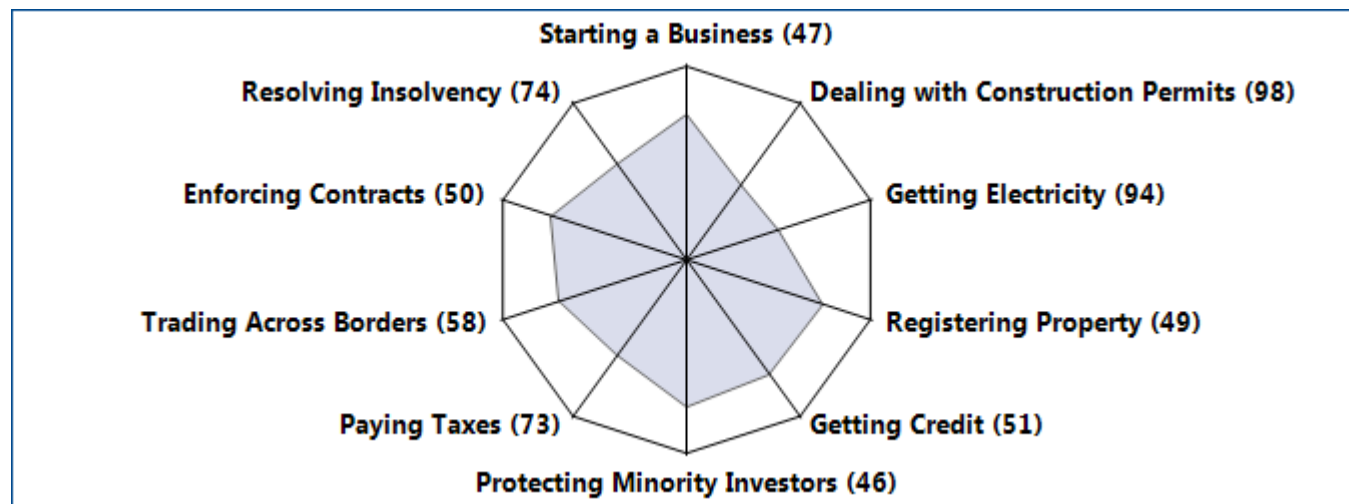 Starting a Business (47)
Resolving Insolvency (74)
Dealing with Construction Permits (98)
Enforcing Contracts (50)
Getting Electricity (94)
Trading Across Borders (58)
Registering Property (49)
Paying Taxes (73)
Getting Credit (51)
Protecting Minority Investors (46)